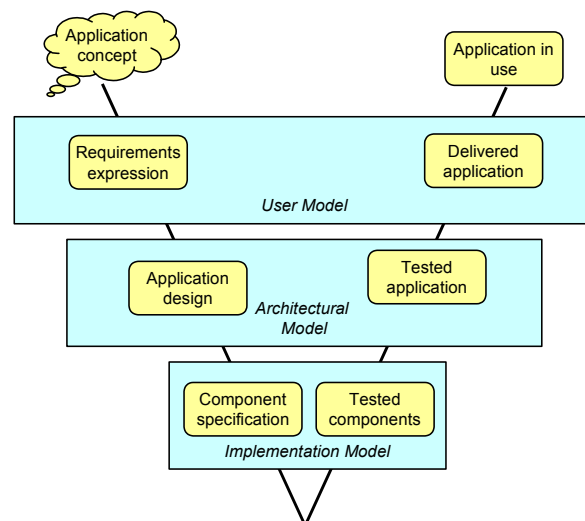 Application
concept
Application in
use
Requirements
expression
Delivered
application
User Model
Application
design
Tested
application
Architectural
Model
Component
specification
Tested
components
Implementation Model